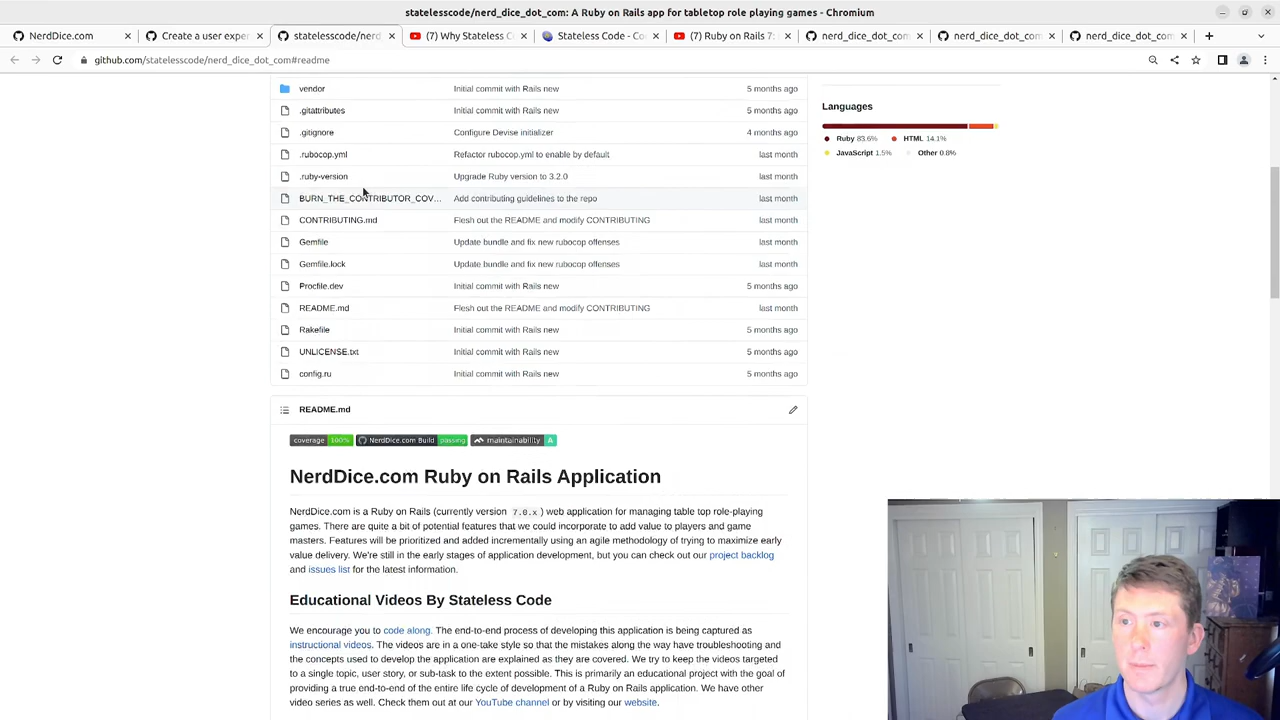 statelesscode/nerd_dice_dot_com: A Ruby on Rails app for tabletop role playing games - Chromium
NerdDice.com
Create a user exper
statelesscode/nerd
(7) Why Stateless C
Stateless Code - Co
(7) Ruby on Rails 7:
nerd_dice_dot_com
nerd_dice_dot_com
nerd_dice_dot_com
github.com/statelesscode/nerd_dice_dot_com#readme
vendor Initial commit with Rails new 5 months ago
.gitattributes Initial commit with Rails new 5 months ago
.gitignore Configure Devise initializer 4 months ago
.rubocop.yml Refactor rubocop.yml to enable by default last month
.ruby-version Upgrade Ruby version to 3.2.0 last month
BURN_THE_CONTRIBUTOR_COV... Add contributing guidelines to the repo last month
CONTRIBUTING.md Flesh out the README and modify CONTRIBUTING last month
Gemfile Update bundle and fix new rubocop offenses last month
Gemfile.lock Update bundle and fix new rubocop offenses last month
Procfile.dev Initial commit with Rails new 5 months ago
README.md Flesh out the README and modify CONTRIBUTING last month
Rakefile Initial commit with Rails new 5 months ago
UNLICENSE.txt Initial commit with Rails new 5 months ago
config.ru Initial commit with Rails new 5 months ago
Languages
Ruby 83.6% HTML 14.1%
JavaScript 1.5% Other 0.8%
README.md
coverage 100% NerdDice.com Build passing maintainability A
NerdDice.com Ruby on Rails Application
NerdDice.com is a Ruby on Rails (currently version 7.0.x) web application for managing table top role-playing
games. There are quite a bit of potential features that we could incorporate to add value to players and game
masters. Features will be prioritized and added incrementally using an agile methodology of trying to maximize early
value delivery. We're still in the early stages of application development, but you can check out our project backlog
and issues list for the latest information.
Educational Videos By Stateless Code
We encourage you to code along. The end-to-end process of developing this application is being captured as
instructional videos. The videos are in a one-take style so that the mistakes along the way have troubleshooting and
the concepts used to develop the application are explained as they are covered. We try to keep the videos targeted
to a single topic, user story, or sub-task to the extent possible. This is primarily an educational project with the goal of
providing a true end-to-end of the entire life cycle of development of a Ruby on Rails application. We have other
video series as well. Check them out at our YouTube channel or by visiting our website.